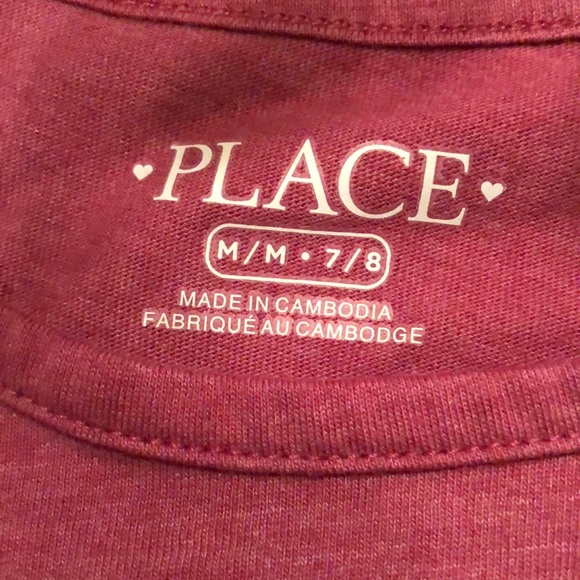 PLACE
M/M • 7/8
MADE IN CAMBODIA
FABRIQUÉ AU CAMBODGE